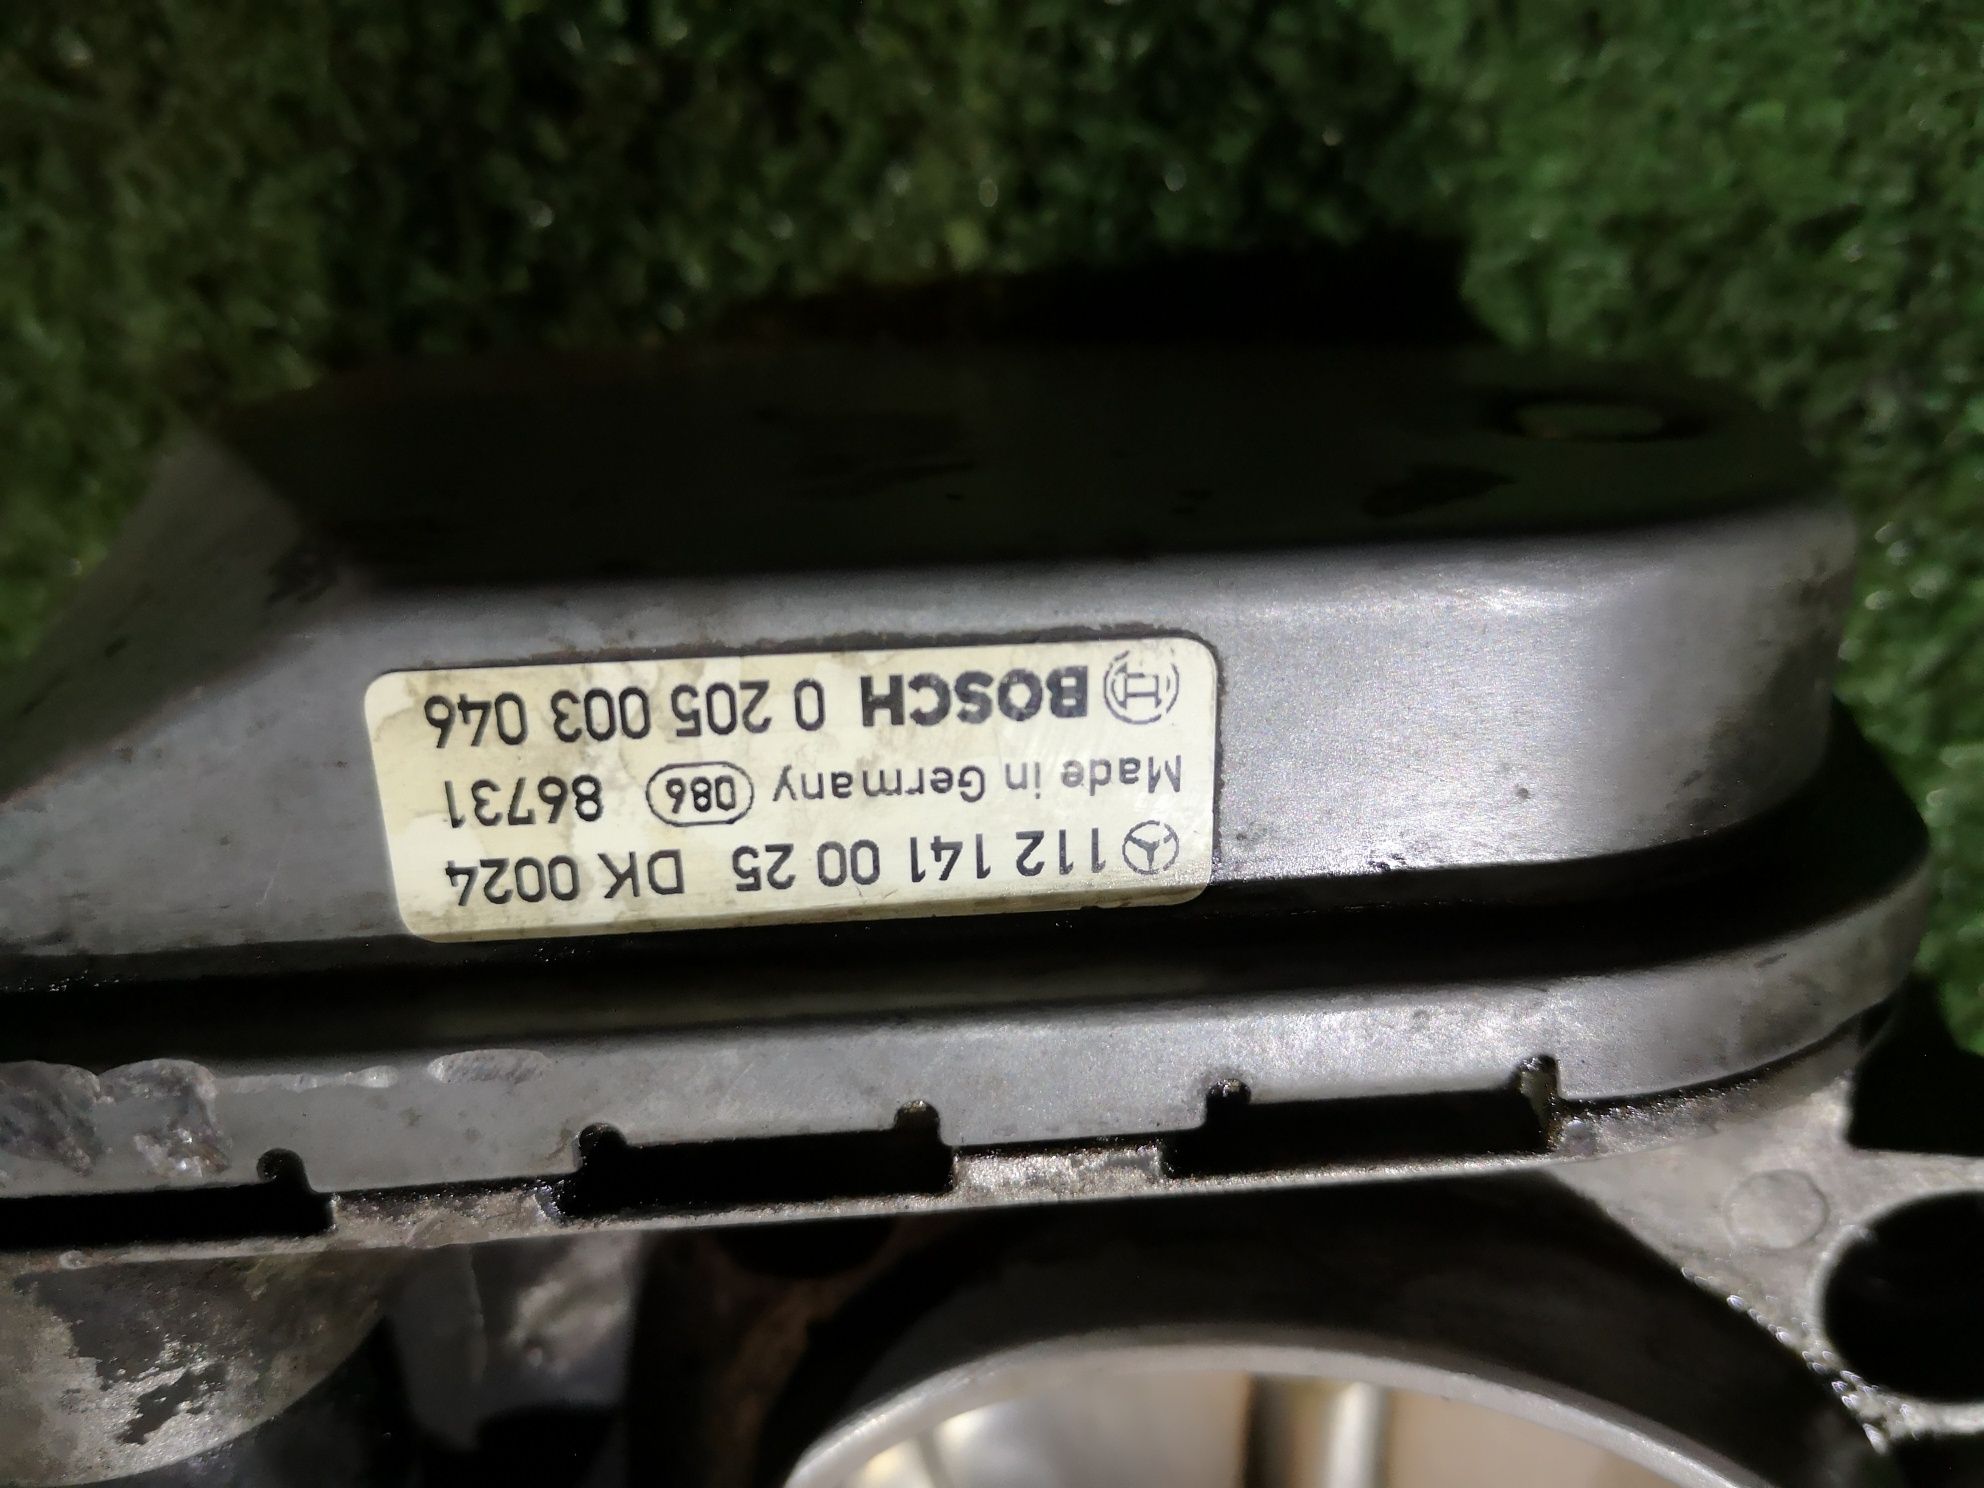 112 141 00 25 DK 0024
Made in Germany 086 86731
BOSCH 0 205 003 046